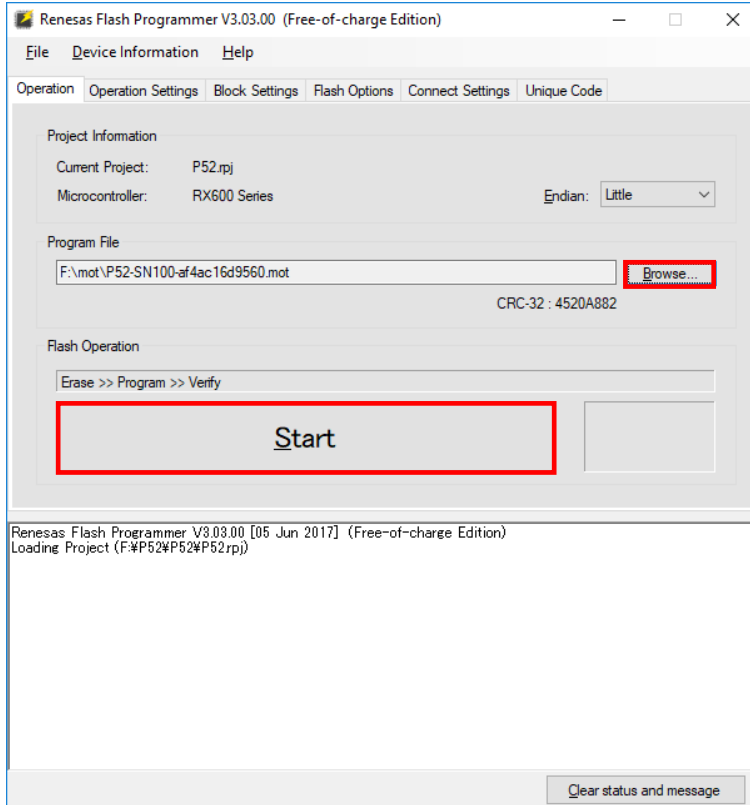 Renesas Flash Programmer V3.03.00 (Free-of-charge Edition)
File Device Information Help
Operation Operation Settings Block Settings Flash Options Connect Settings Unique Code
Project Information
Current Project: P52.rpj
Microcontroller: RX600 Series Endian: Little
Program File
F:\mot\P52-SN100-af4ac16d9560.mot Browse...
CRC-32 : 4520A882
Flash Operation
Erase >> Program >> Verify
Start
Renesas Flash Programmer V3.03.00 [05 Jun 2017] (Free-of-charge Edition)
Loading Project (F:¥P52¥P52¥P52.rpj)
Clear status and message